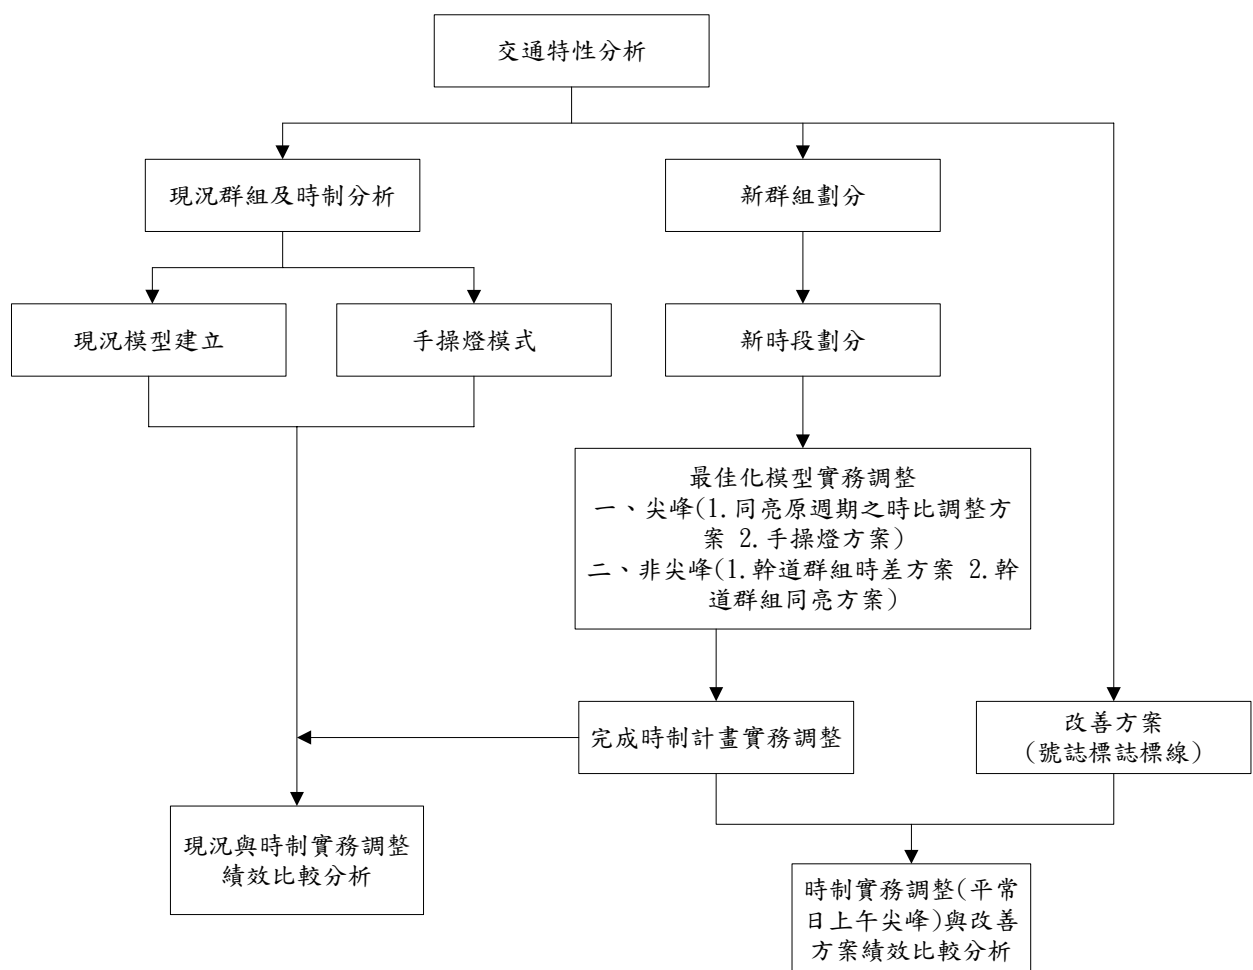 交通特性分析
現況群組及時制分析
新群組劃分
現況模型建立
手操燈模式
新時段劃分
最佳化模型實務調整
一、尖峰(1.同亮原週期之時比調整方
案 2.手操燈方案)
二、非尖峰(1.幹道群組時差方案 2.幹
道群組同亮方案)
完成時制計畫實務調整
改善方案
(號誌標誌標線)
現況與時制實務調整
績效比較分析
時制實務調整(平常
日上午尖峰)與改善
方案績效比較分析